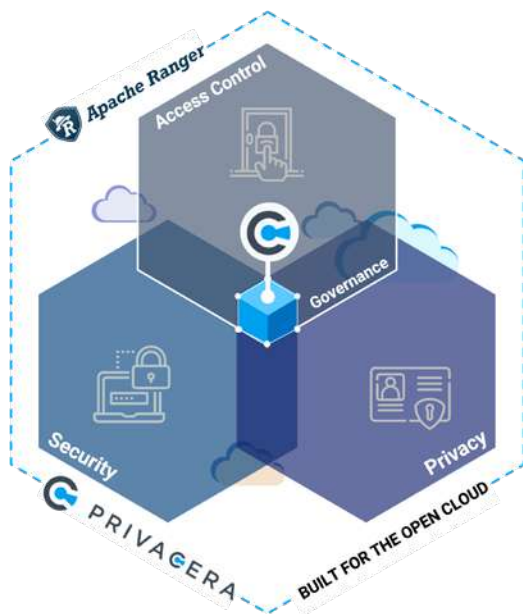 Apache Ranger
Access Control
Governance
Security
Privacy
PRIVACERA
BUILT FOR THE OPEN CLOUD